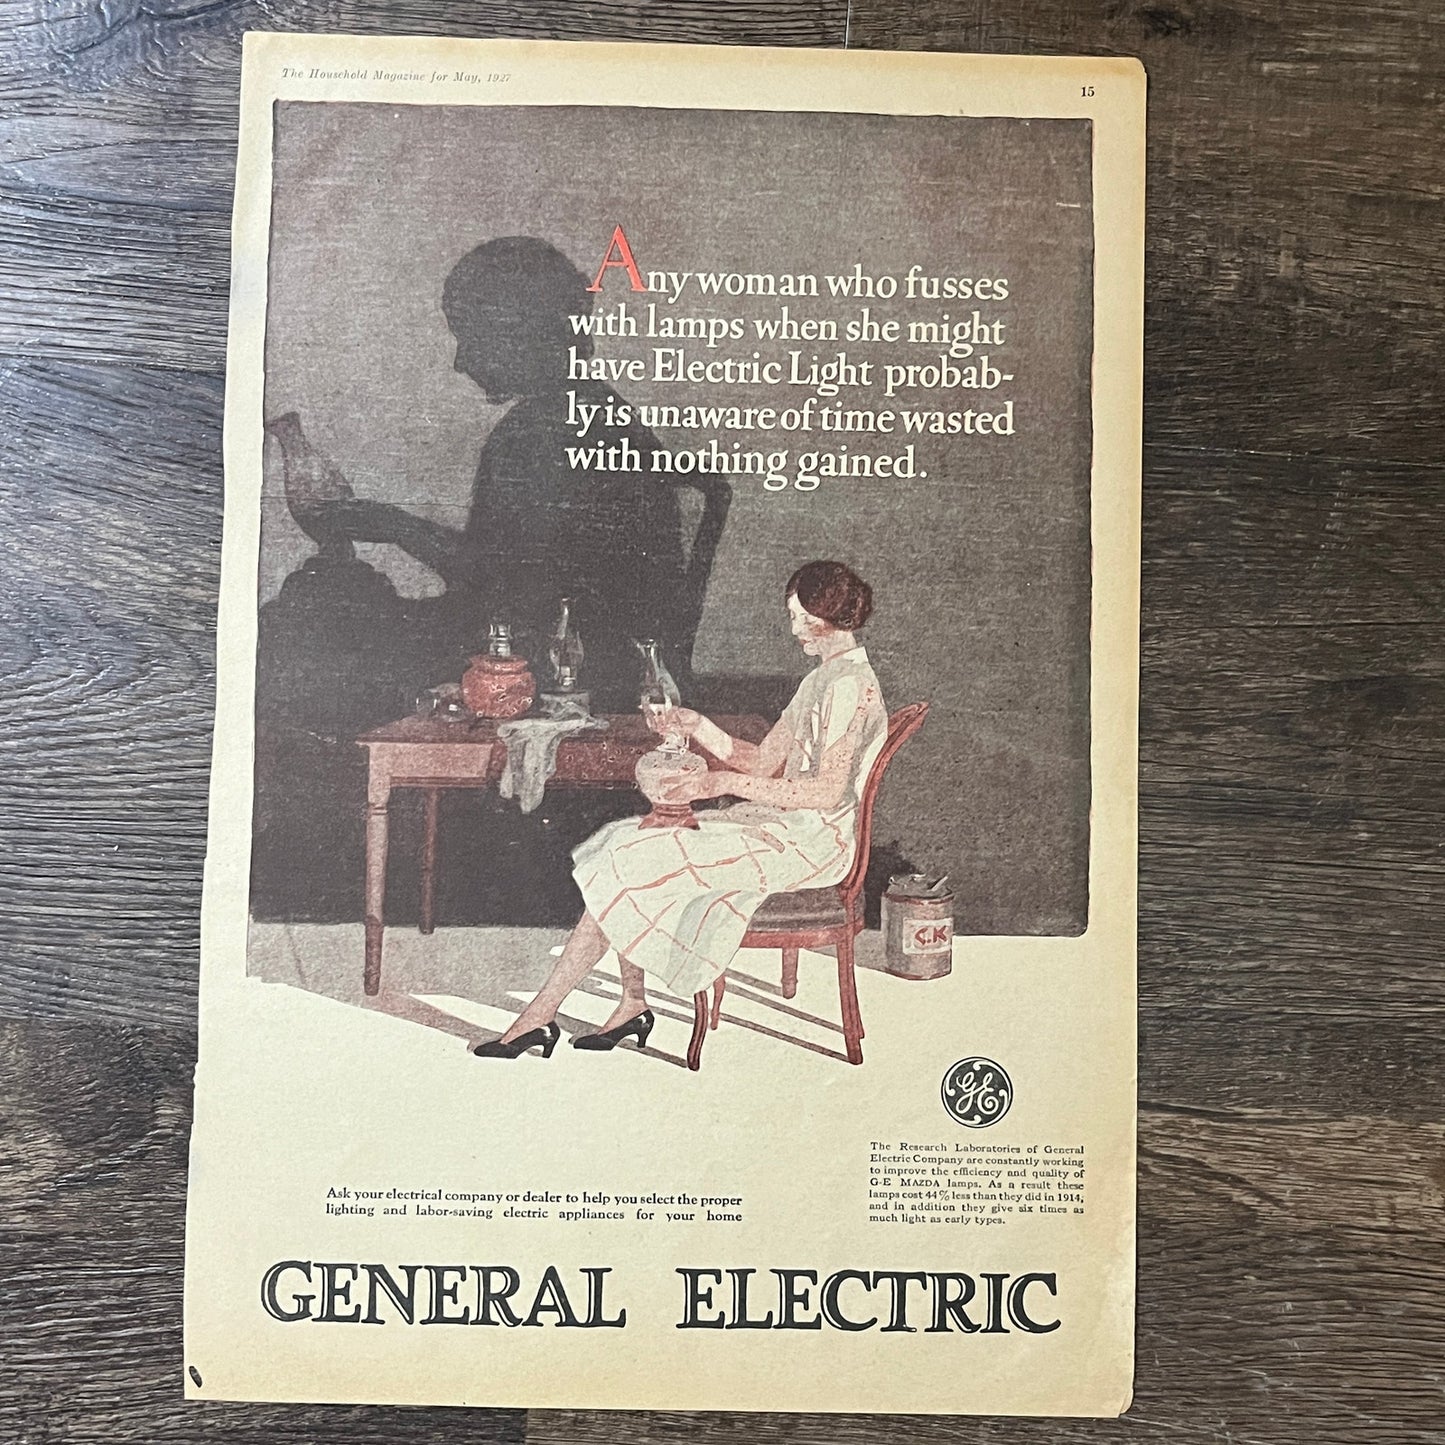 The Household Magazine for May, 1927
15
Any woman who fusses
with lamps when she might
have Electric Light probab-
ly is unaware of time wasted
with nothing gained.
G.K
GE
The Research Laboratories of General
Electric Company are constantly working
to improve the efficiency and quality of
G-E MAZDA lamps. As a result these
lamps cost 44% less than they did in 1914,
and in addition they give six times as
much light as early types.
Ask your electrical company or dealer to help you select the proper
lighting and labor-saving electric appliances for your home
GENERAL ELECTRIC